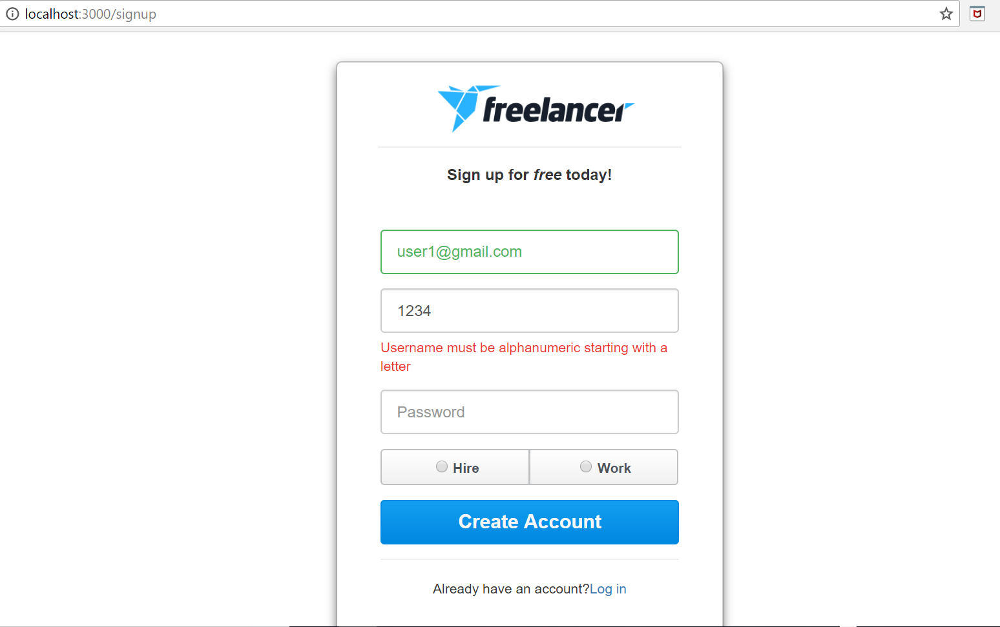 localhost:3000/signup
freelancer
Sign up for free today!
user1@gmail.com
1234
Username must be alphanumeric starting with a
letter
Password
Hire Work
Create Account
Already have an account?Log in